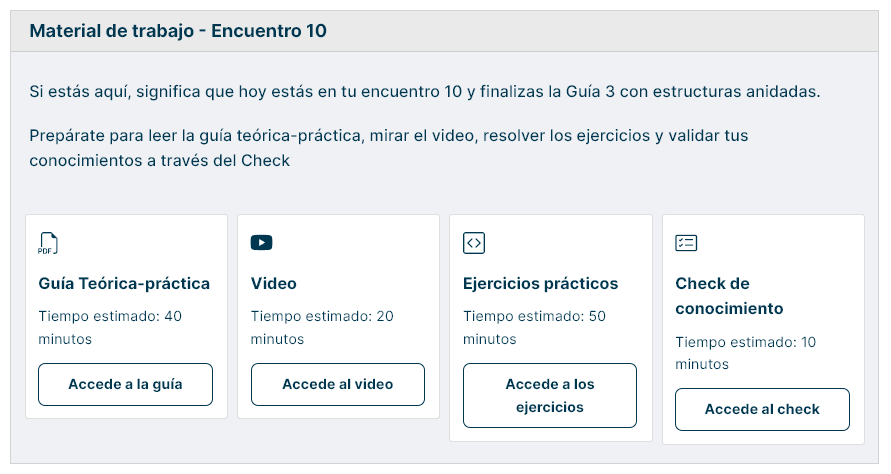 Material de trabajo - Encuentro 10
Si estás aquí, significa que hoy estás en tu encuentro 10 y finalizas la Guía 3 con estructuras anidadas.
Prepárate para leer la guía teórica-práctica, mirar el video, resolver los ejercicios y validar tus
conocimientos a través del Check
PDF
Guía Teórica-práctica
Tiempo estimado: 40
minutos
Accede a la guía
Video
Tiempo estimado: 20
minutos
Accede al video
Ejercicios prácticos
Tiempo estimado: 50
minutos
Accede a los
ejercicios
Check de
conocimiento
Tiempo estimado: 10
minutos
Accede al check